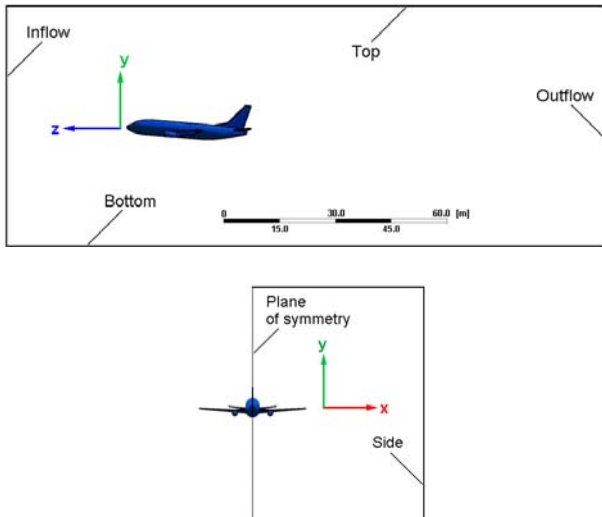 Inflow
Top
y
Outflow
z
Bottom
0 30.0 60.0 [m]
15.0 45.0
Plane
of symmetry
y
x
Side